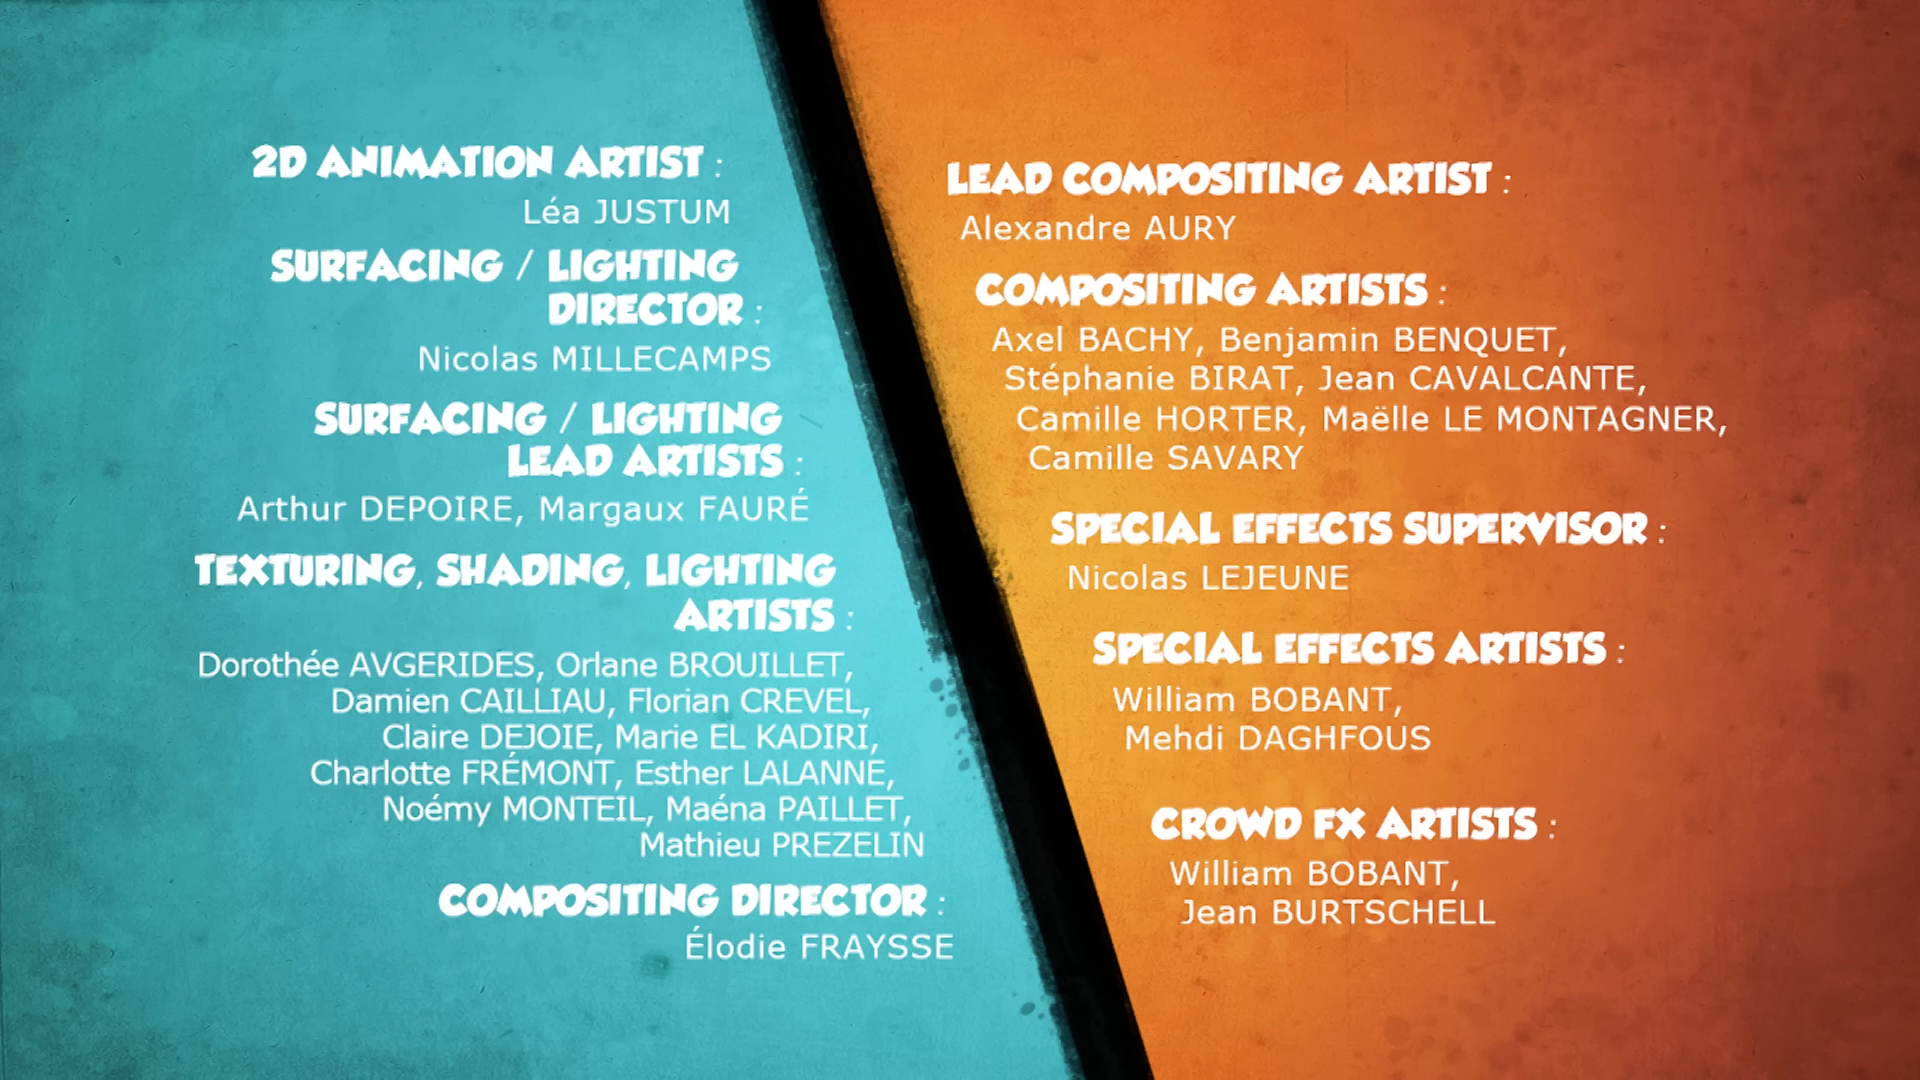 2D ANIMATION ARTIST :
Léa JUSTUM
SURFACING / LIGHTING
DIRECTOR :
Nicolas MILLECAMPS
SURFACING / LIGHTING
LEAD ARTISTS :
Arthur DEPOIRE, Margaux FAURÉ
TEXTURING, SHADING, LIGHTING
ARTISTS :
Dorothée AVGERIDES, Orlane BROUILLET,
Damien CAILLIAU, Florian CREVEL,
Claire DEJOIE, Marie EL KADIRI,
Charlotte FRÉMONT, Esther LALANNE,
Noémy MONTEIL, Maéna PAILLET,
Mathieu PREZELIN
COMPOSITING DIRECTOR :
Élodie FRAYSSE
LEAD COMPOSITING ARTIST :
Alexandre AURY
COMPOSITING ARTISTS :
Axel BACHY, Benjamin BENQUET,
Stéphanie BIRAT, Jean CAVALCANTE,
Camille HORTER, Maëlle LE MONTAGNER,
Camille SAVARY
SPECIAL EFFECTS SUPERVISOR :
Nicolas LEJEUNE
SPECIAL EFFECTS ARTISTS :
William BOBANT,
Mehdi DAGHFOUS
CROWD FX ARTISTS :
William BOBANT,
Jean BURTSCHELL